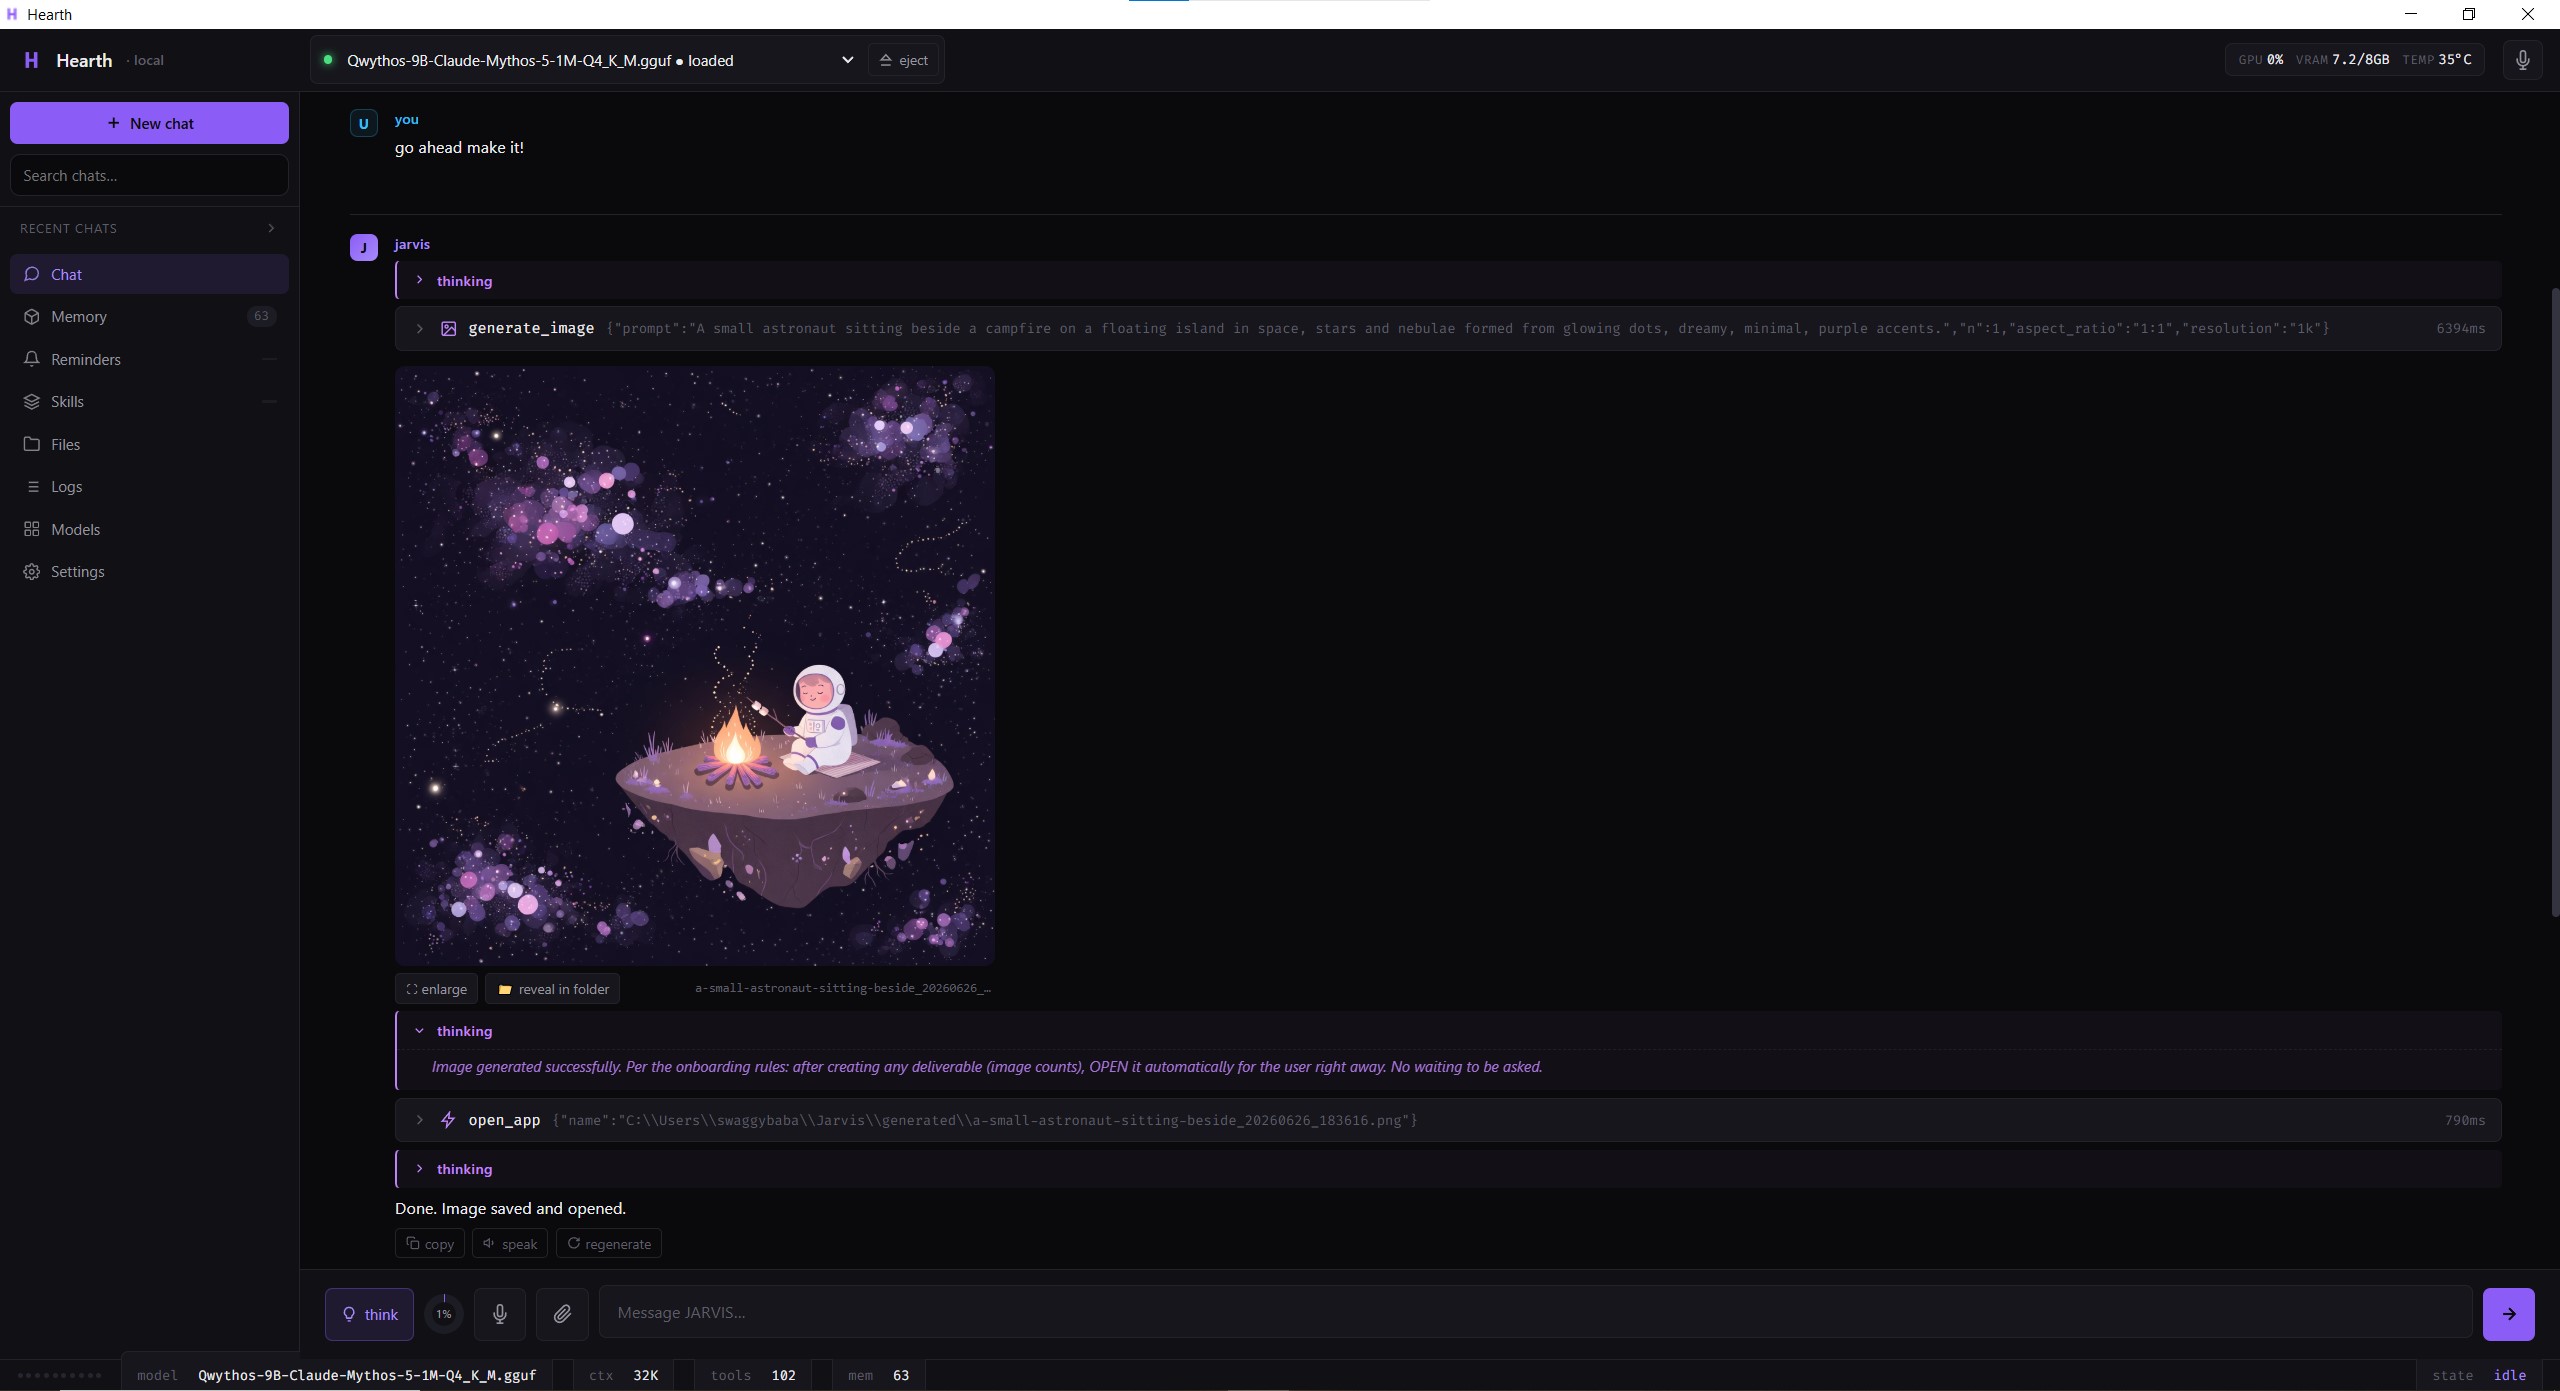 H Hearth
H Hearth · local
Qwythos-9B-Claude-Mythos-5-1M-Q4_K_M.gguf ● loaded
eject
GPU 0% VRAM 7.2/8GB TEMP 35°C
+ New chat
Search chats...
RECENT CHATS
Chat
Memory 63
Reminders
Skills
Files
Logs
Models
Settings
U you
go ahead make it!
J jarvis
thinking
generate_image {"prompt":"A small astronaut sitting beside a campfire on a floating island in space, stars and nebulae formed from glowing dots, dreamy, minimal, purple accents.","n":1,"aspect_ratio":"1:1","resolution":"1k"} 6394ms
enlarge
reveal in folder
a-small-astronaut-sitting-beside_20260626_…
thinking
Image generated successfully. Per the onboarding rules: after creating any deliverable (image counts), OPEN it automatically for the user right away. No waiting to be asked.
open_app {"name":"C:\\Users\\swaggybaba\\Jarvis\\generated\\a-small-astronaut-sitting-beside_20260626_183616.png"} 790ms
thinking
Done. Image saved and opened.
copy
speak
regenerate
think
1%
Message JARVIS...
model Qwythos-9B-Claude-Mythos-5-1M-Q4_K_M.gguf
ctx 32K
tools 102
mem 63
state idle